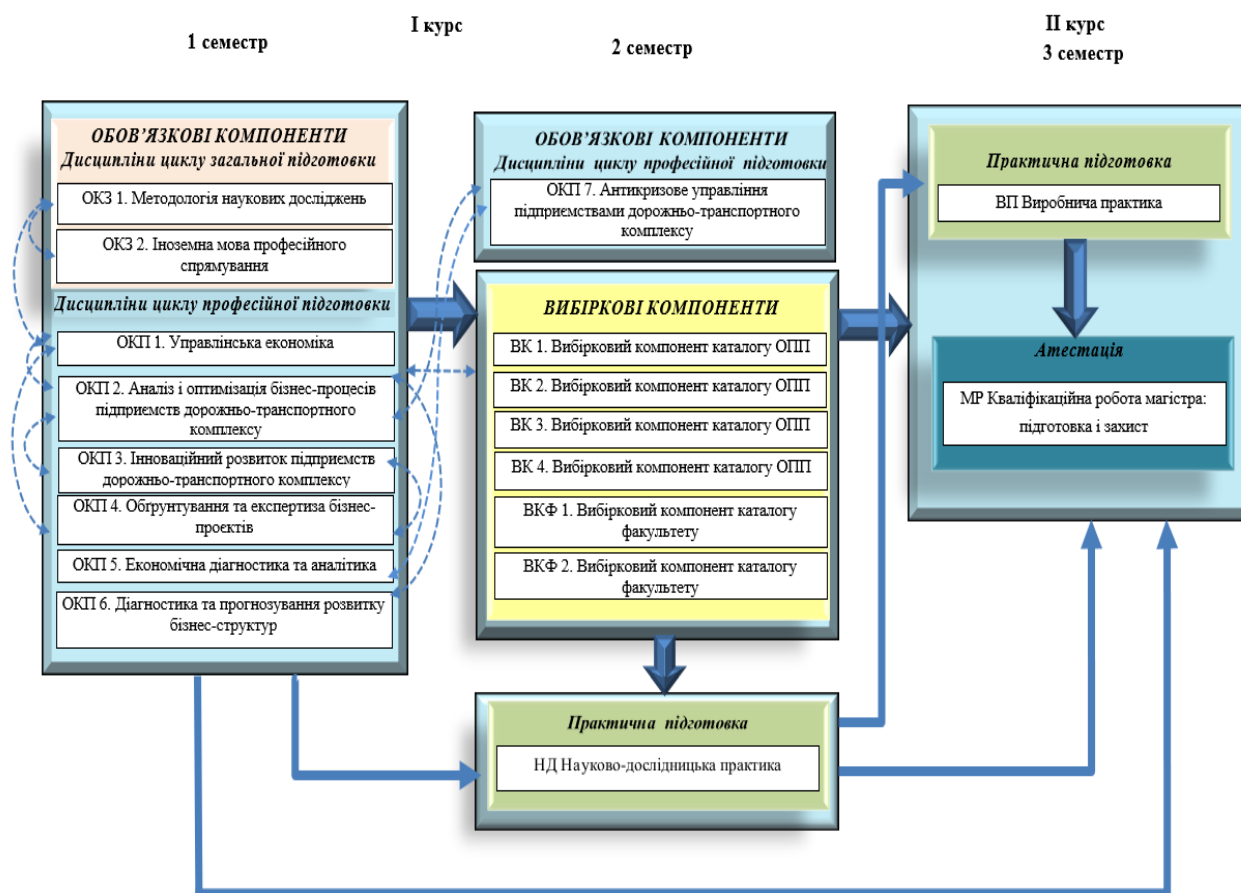 І курс
ІІ курс
1 семестр
2 семестр
3 семестр
ОБОВ’ЯЗКОВІ КОМПОНЕНТИ
Дисципліни циклу загальної підготовки
ОКЗ 1. Методологія наукових досліджень
ОКЗ 2. Іноземна мова професійного
спрямування
Дисципліни циклу професійної підготовки
ОКП 1. Управлінська економіка
ОКП 2. Аналіз і оптимізація бізнес-процесів
підприємств дорожньо-транспортного
комплексу
ОКП 3. Інноваційний розвиток підприємств
дорожньо-транспортного комплексу
ОКП 4. Обґрунтування та експертиза бізнес-
проєктів
ОКП 5. Економічна діагностика та аналітика
ОКП 6. Діагностика та прогнозування розвитку
бізнес-структур
ОБОВ’ЯЗКОВІ КОМПОНЕНТИ
Дисципліни циклу професійної підготовки
ОКП 7. Антикризове управління
підприємствами дорожньо-транспортного
комплексу
ВИБІРКОВІ КОМПОНЕНТИ
ВК 1. Вибірковий компонент каталогу ОПП
ВК 2. Вибірковий компонент каталогу ОПП
ВК 3. Вибірковий компонент каталогу ОПП
ВК 4. Вибірковий компонент каталогу ОПП
ВКФ 1. Вибірковий компонент каталогу
факультету
ВКФ 2. Вибірковий компонент каталогу
факультету
Практична підготовка
НД Науково-дослідницька практика
Практична підготовка
ВП Виробнича практика
Атестація
МР Кваліфікаційна робота магістра:
підготовка і захист